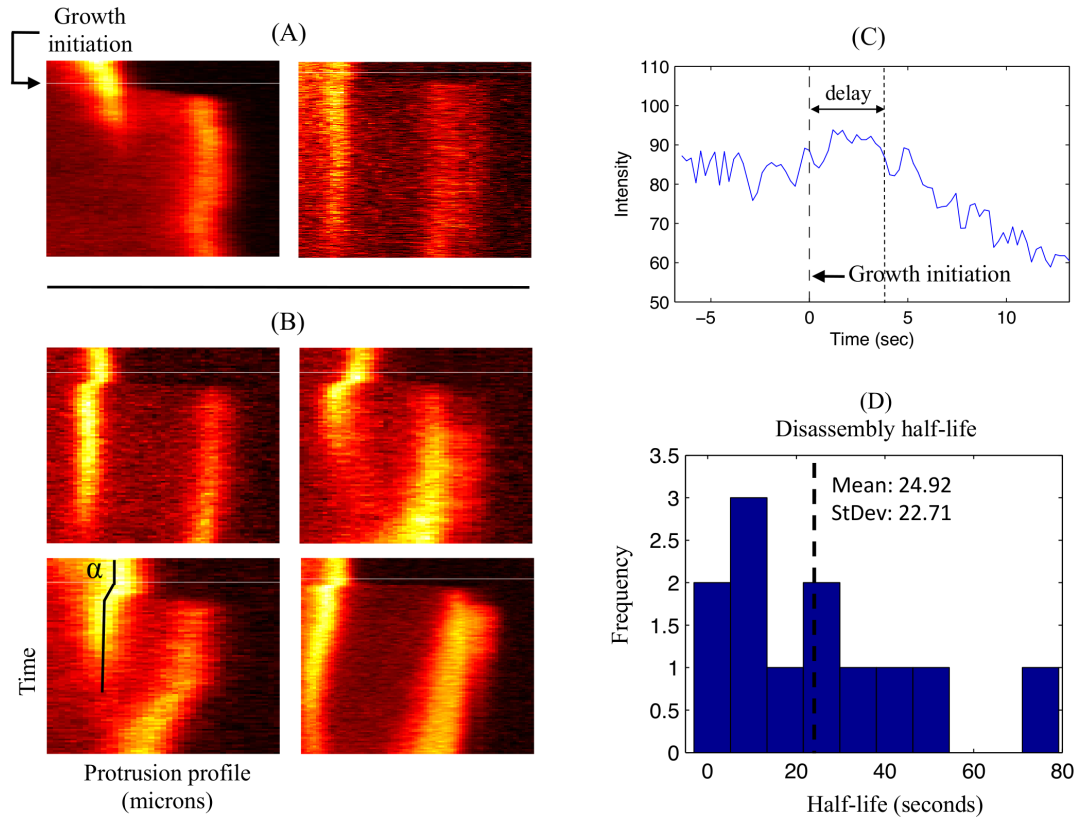 Growth
initiation
(A)
(B)
α
Time
Protrusion profile
(microns)
(C)
110
100
90
80
70
60
50
Intensity
delay
Growth initiation
−5
0
5
10
Time (sec)
(D)
Disassembly half-life
3.5
3
2.5
2
1.5
1
0.5
0
Frequency
Mean: 24.92
StDev: 22.71
0
20
40
60
80
Half-life (seconds)